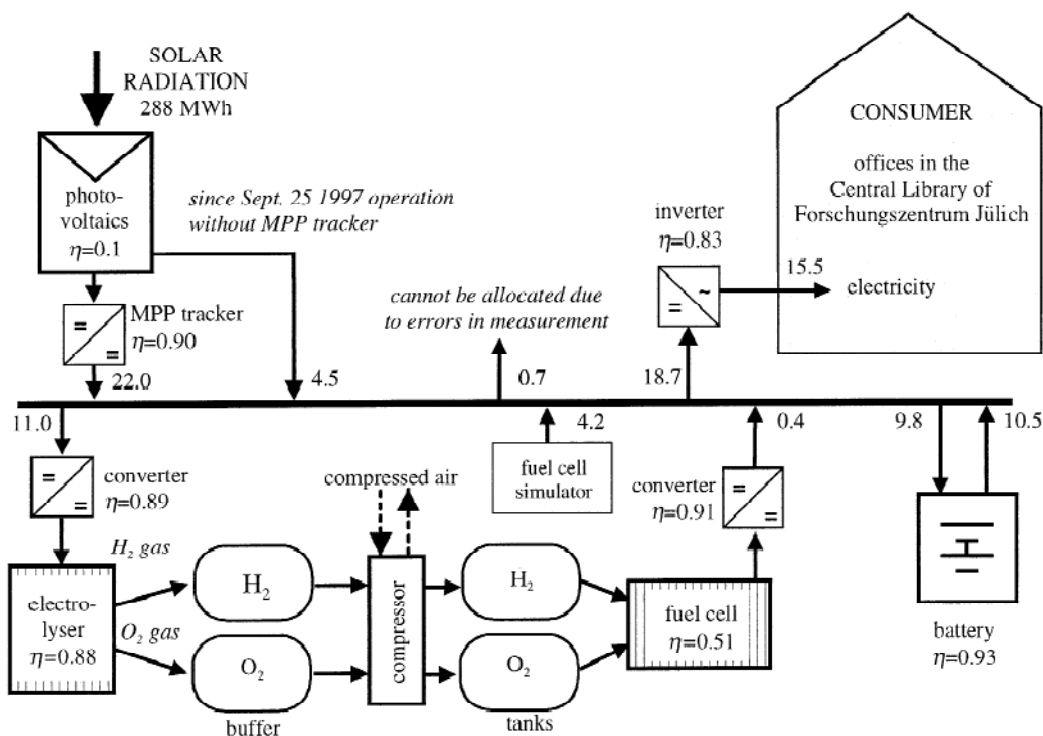 SOLAR
RADIATION
288 MWh
photo-
voltaics
η=0.1
since Sept. 25 1997 operation
without MPP tracker
MPP tracker
η=0.90
= =
22.0
4.5
cannot be allocated due
to errors in measurement
0.7
inverter
η=0.83
= ~
18.7
15.5
CONSUMER
offices in the
Central Library of
Forschungszentrum Jülich
electricity
11.0
converter
η=0.89
= =
4.2
fuel cell
simulator
0.4
converter
η=0.91
= =
9.8
10.5
compressed air
H₂ gas
O₂ gas
electro-
lyser
η=0.88
H₂
O₂
buffer
compressor
H₂
O₂
tanks
fuel cell
η=0.51
battery
η=0.93